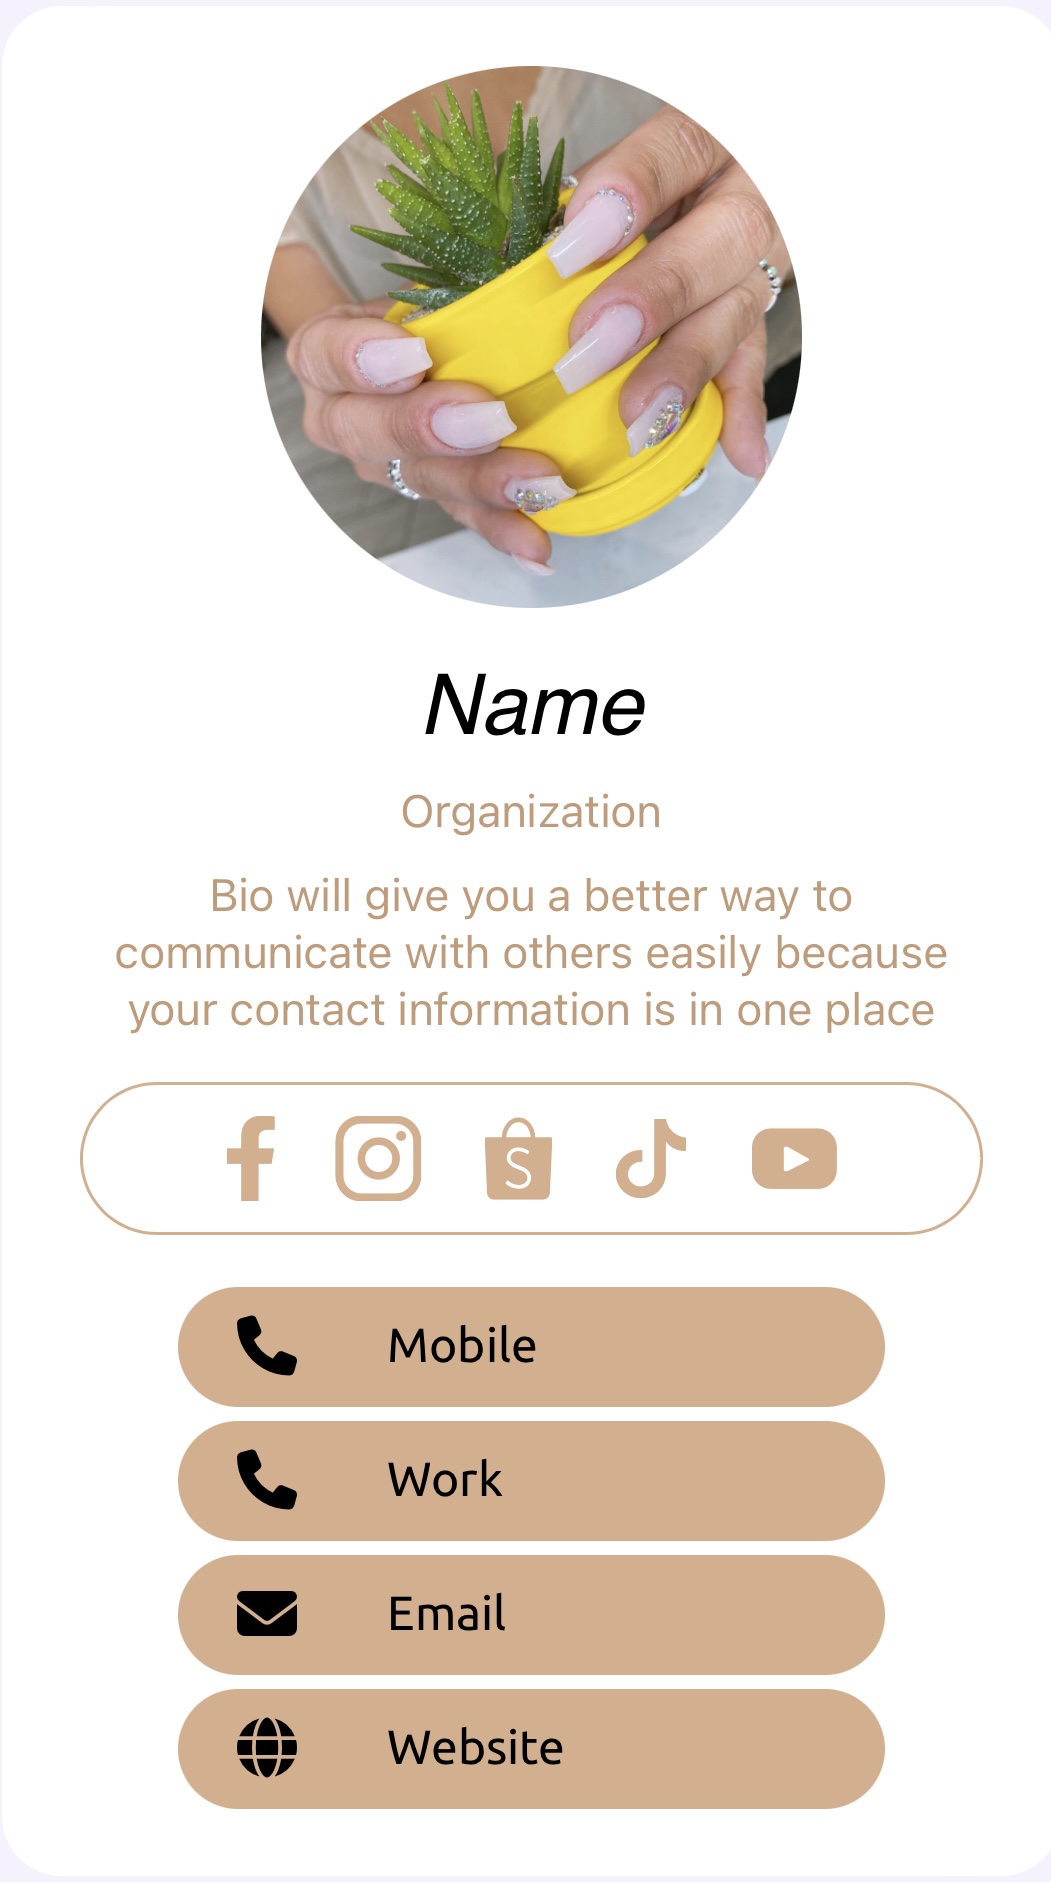 Name
Organization
Bio will give you a better way to
communicate with others easily because
your contact information is in one place
S
Mobile
Work
Email
Website